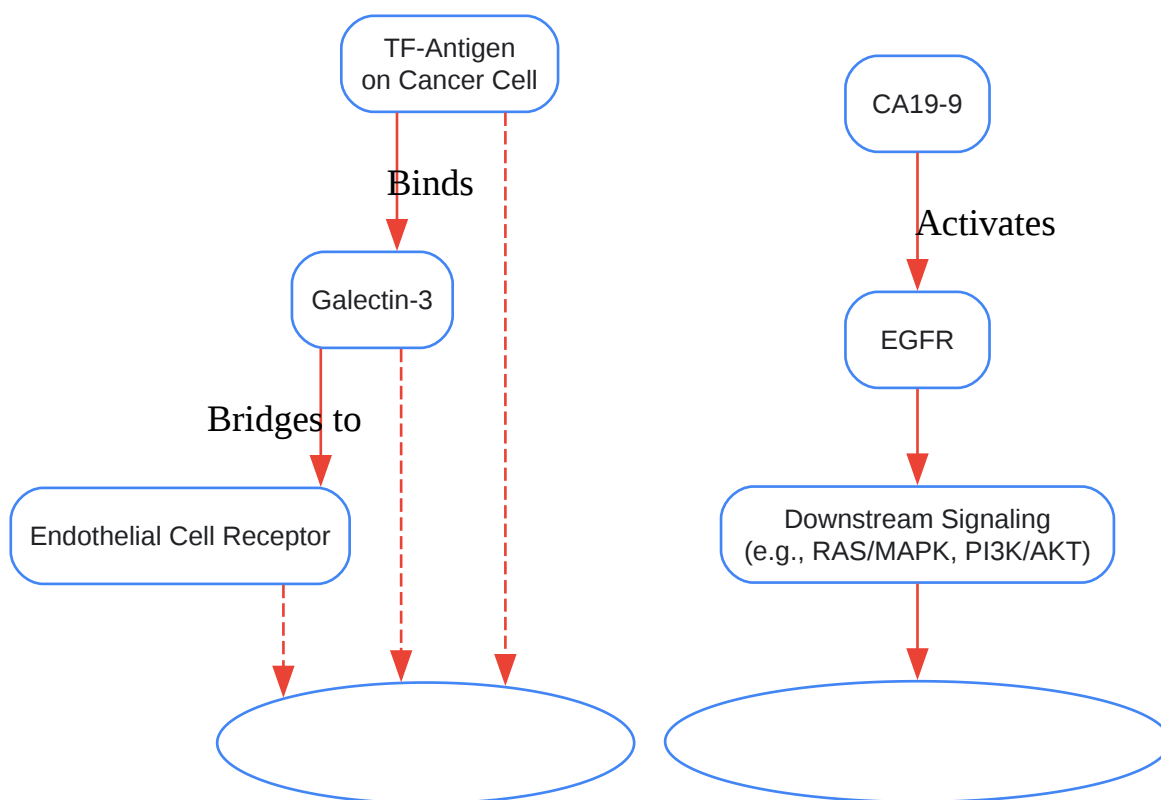 TF-Antigen
on Cancer Cell
Binds
Galectin-3
Bridges to
Endothelial Cell Receptor
CA19-9
Activates
EGFR
Downstream Signaling
(e.g., RAS/MAPK, PI3K/AKT)